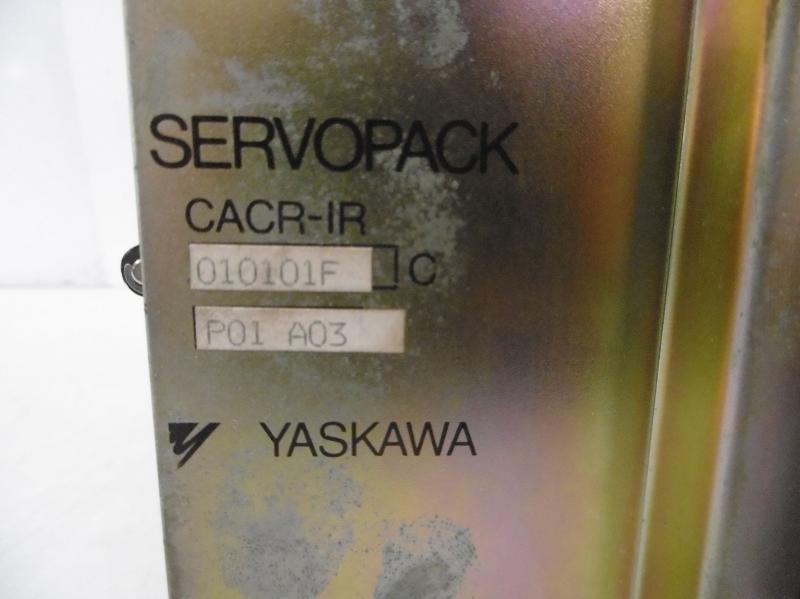 SERVOPACK
CACR-IR
010101F C
P01 A03
YASKAWA